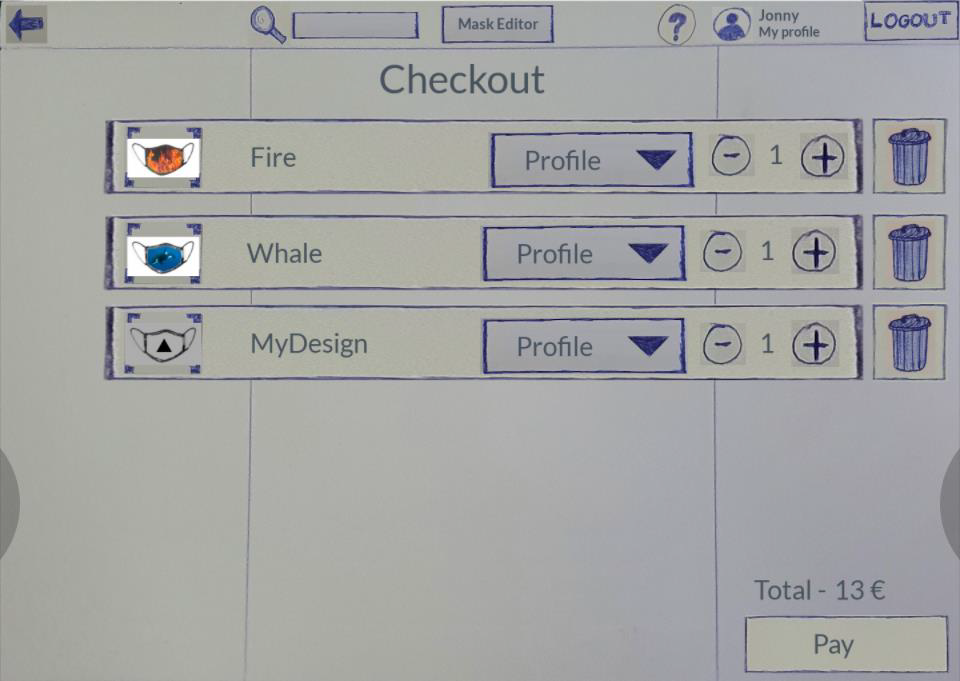 Mask Editor
?
Jonny
My profile
LOGOUT
Checkout
Fire
Profile
- 1 +
Whale
Profile
- 1 +
MyDesign
Profile
- 1 +
Total - 13 €
Pay